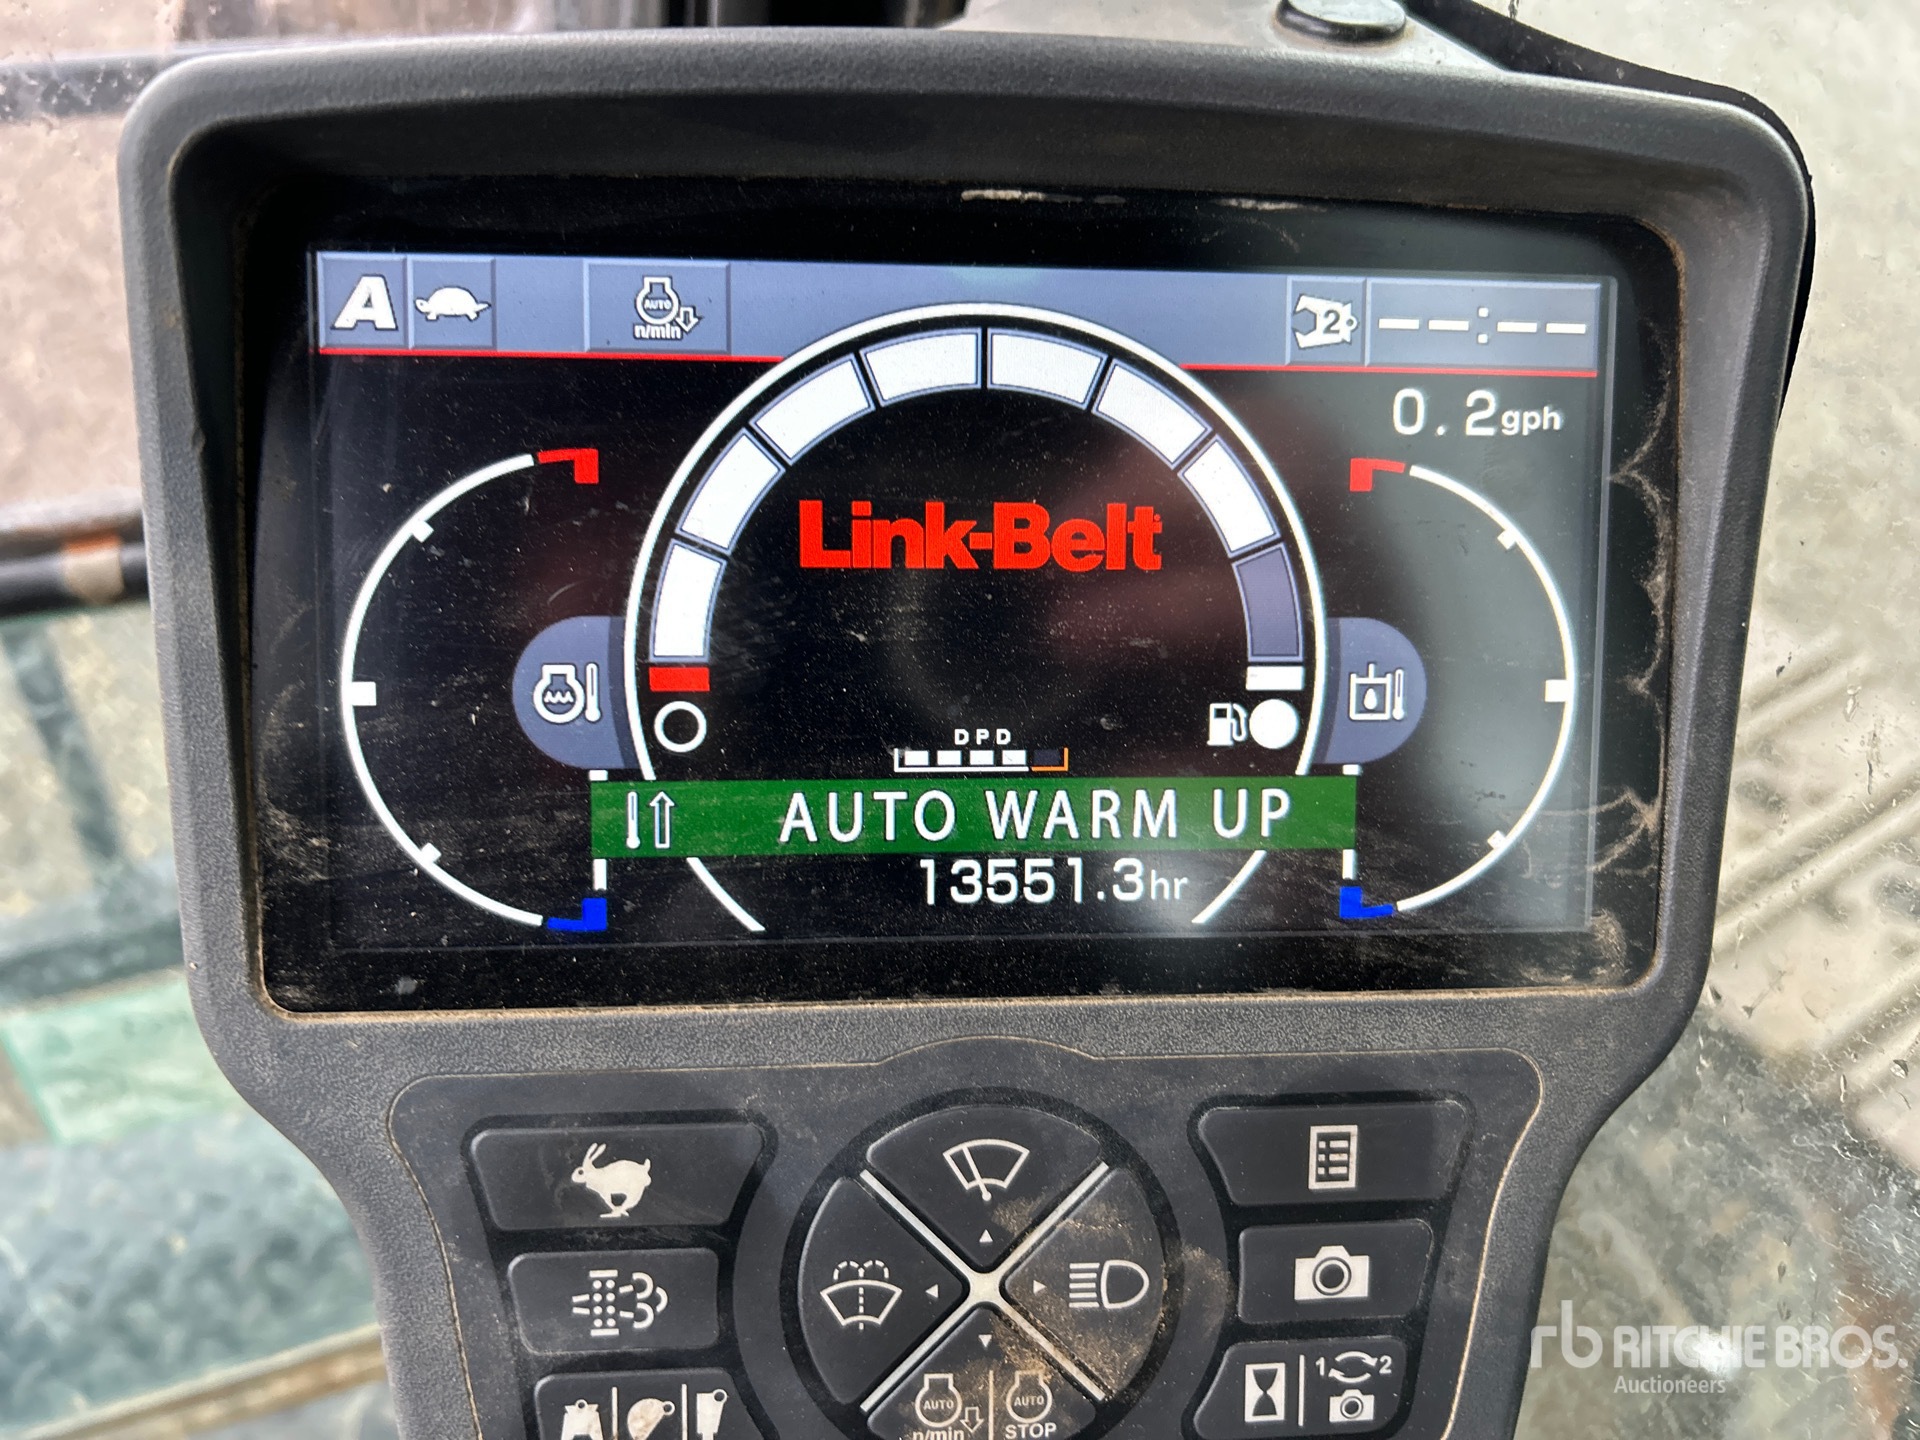 A
AUTO
n/min
2
--:--
0.2gph
Link-Belt
DPD
AUTO WARM UP
13551.3hr
AUTO
n/min
AUTO
STOP
1 2
rb RITCHIE BROS.
Auctioneers